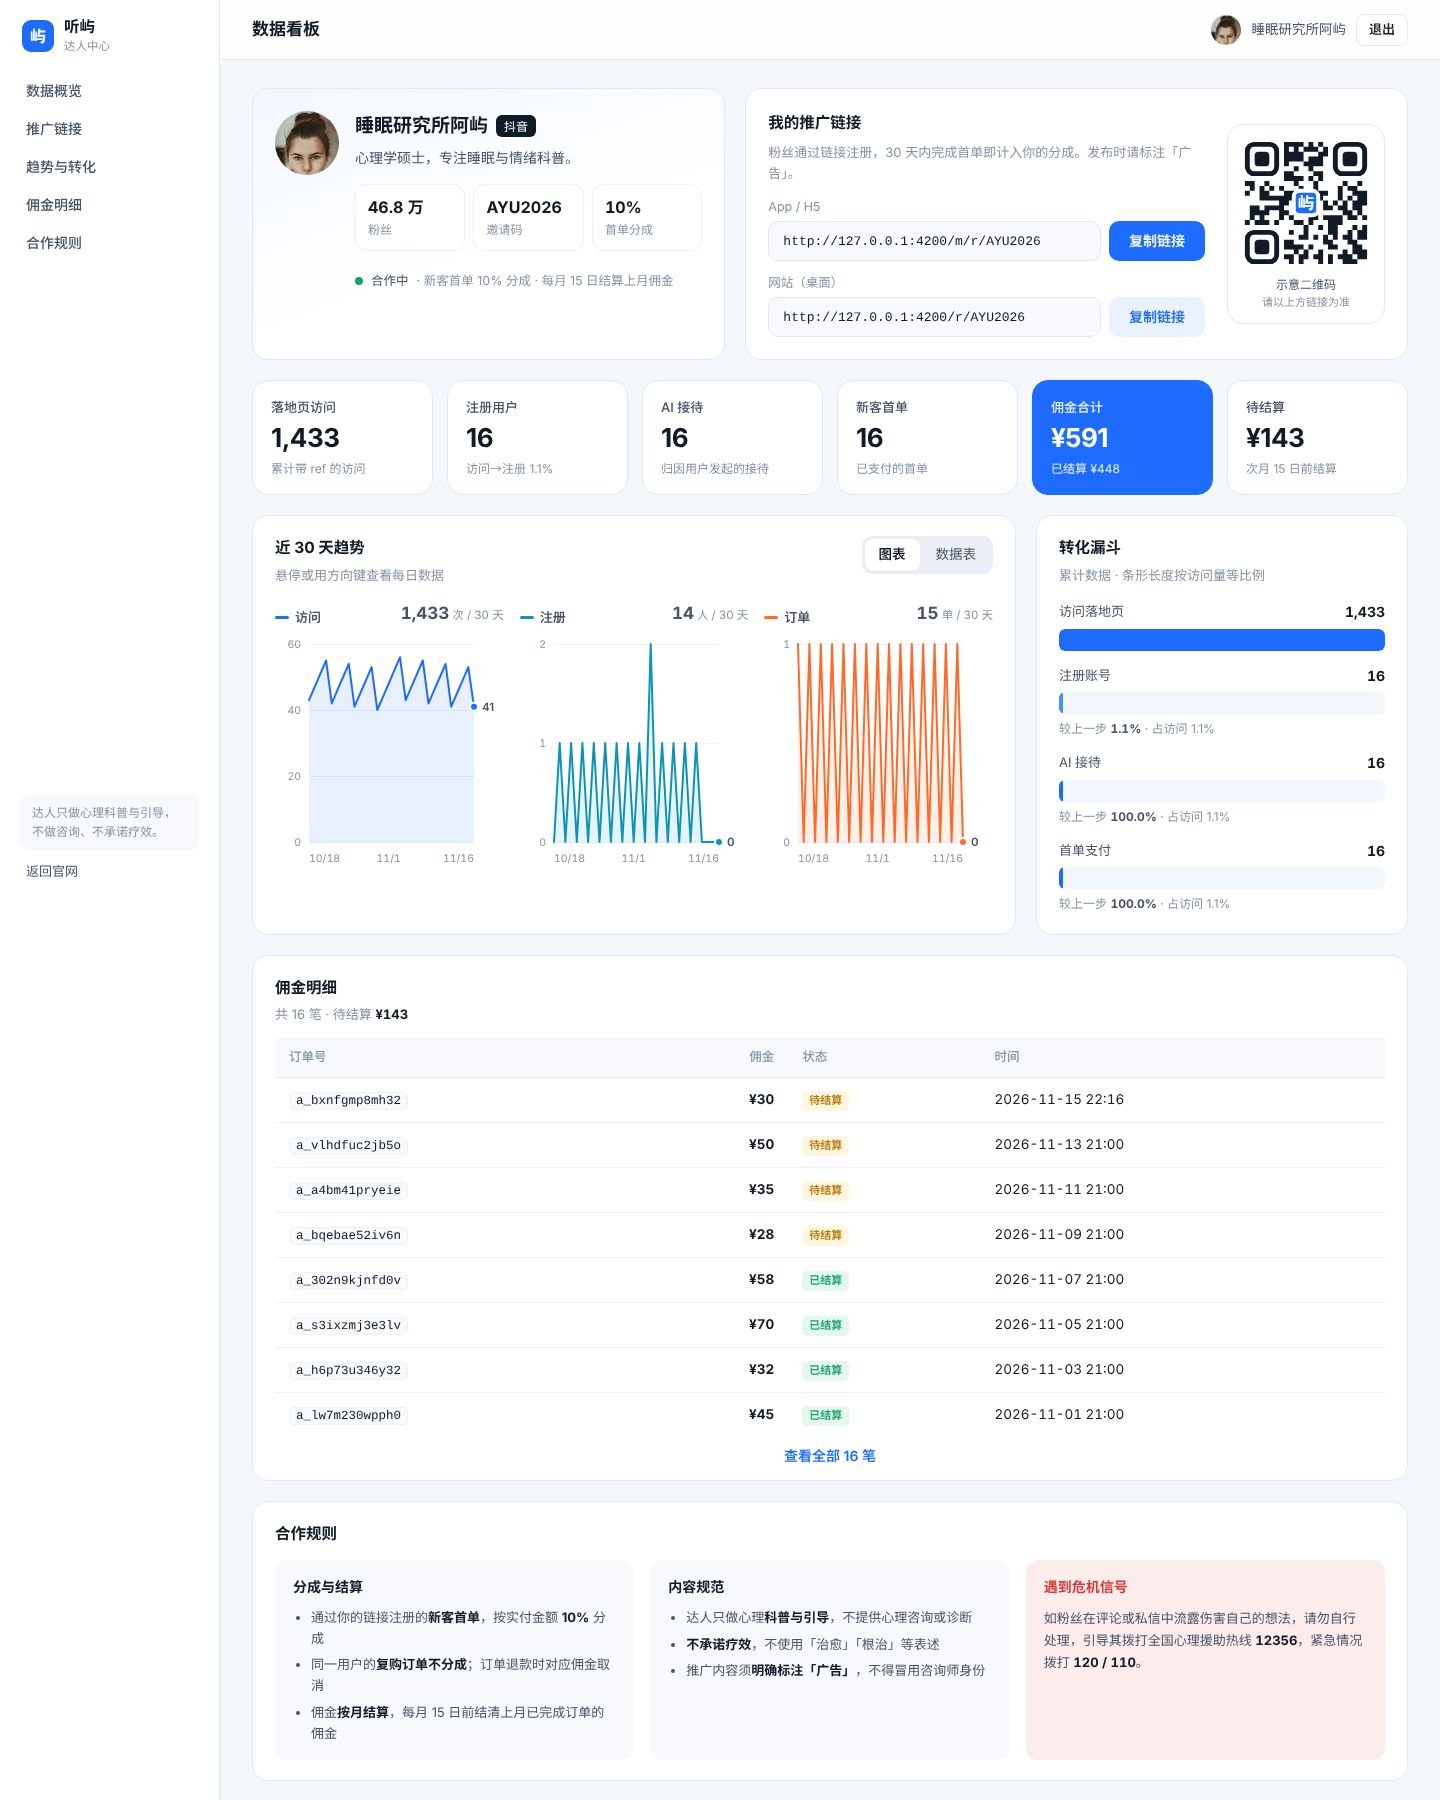 屿
听屿
达人中心
数据概览
推广链接
趋势与转化
佣金明细
合作规则
达人只做心理科普与引导，
不做咨询、不承诺疗效。
返回官网
数据看板
睡眠研究所阿屿
退出
睡眠研究所阿屿 抖音
心理学硕士，专注睡眠与情绪科普。
46.8 万
粉丝
AYU2026
邀请码
10%
首单分成
合作中 · 新客首单 10% 分成 · 每月 15 日结算上月佣金
我的推广链接
粉丝通过链接注册，30 天内完成首单即计入你的分成。发布时请标注「广
告」。
App / H5
http://127.0.0.1:4200/m/r/AYU2026
复制链接
网站（桌面）
http://127.0.0.1:4200/r/AYU2026
复制链接
屿
示意二维码
请以上方链接为准
落地页访问
1,433
累计带 ref 的访问
注册用户
16
访问→注册 1.1%
AI 接待
16
归因用户发起的接待
新客首单
16
已支付的首单
佣金合计
¥591
已结算 ¥448
待结算
¥143
次月 15 日前结算
近 30 天趋势
悬停或用方向键查看每日数据
图表 数据表
访问 1,433 次 / 30 天
60
40
20
0
41
10/18 11/1 11/16
注册 14 人 / 30 天
2
1
0
0
10/18 11/1 11/16
订单 15 单 / 30 天
1
0
0
10/18 11/1 11/16
转化漏斗
累计数据 · 条形长度按访问量等比例
访问落地页 1,433
注册账号 16
较上一步 1.1% · 占访问 1.1%
AI 接待 16
较上一步 100.0% · 占访问 1.1%
首单支付 16
较上一步 100.0% · 占访问 1.1%
佣金明细
共 16 笔 · 待结算 ¥143
订单号 佣金 状态 时间
a_bxnfgmp8mh32 ¥30 待结算 2026-11-15 22:16
a_vlhdfuc2jb5o ¥50 待结算 2026-11-13 21:00
a_a4bm41pryeie ¥35 待结算 2026-11-11 21:00
a_bqebae52iv6n ¥28 待结算 2026-11-09 21:00
a_302n9kjnfd0v ¥58 已结算 2026-11-07 21:00
a_s3ixzmj3e3lv ¥70 已结算 2026-11-05 21:00
a_h6p73u346y32 ¥32 已结算 2026-11-03 21:00
a_lw7m230wpph0 ¥45 已结算 2026-11-01 21:00
查看全部 16 笔
合作规则
分成与结算
• 通过你的链接注册的新客首单，按实付金额 10% 分
成
• 同一用户的复购订单不分成；订单退款时对应佣金取
消
• 佣金按月结算，每月 15 日前结清上月已完成订单的
佣金
内容规范
• 达人只做心理科普与引导，不提供心理咨询或诊断
• 不承诺疗效，不使用「治愈」「根治」等表述
• 推广内容须明确标注「广告」，不得冒用咨询师身份
遇到危机信号
如粉丝在评论或私信中流露伤害自己的想法，请勿自行
处理，引导其拨打全国心理援助热线 12356，紧急情况
拨打 120 / 110。